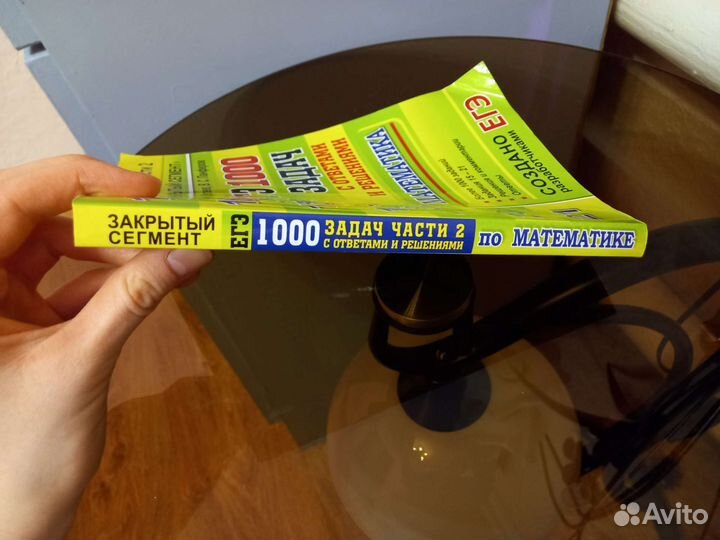 ЗАКРЫТЫЙ
СЕГМЕНТ
ЕГЭ
1000
ЗАДАЧ ЧАСТИ 2
С ОТВЕТАМИ И РЕШЕНИЯМИ
ПО МАТЕМАТИКЕ
1000
ЗАДАЧ
С ОТВЕТАМИ
И РЕШЕНИЯМИ
МАТЕМАТИКА
СОЗДАНО
разработчиками
ЕГЭ
Avito